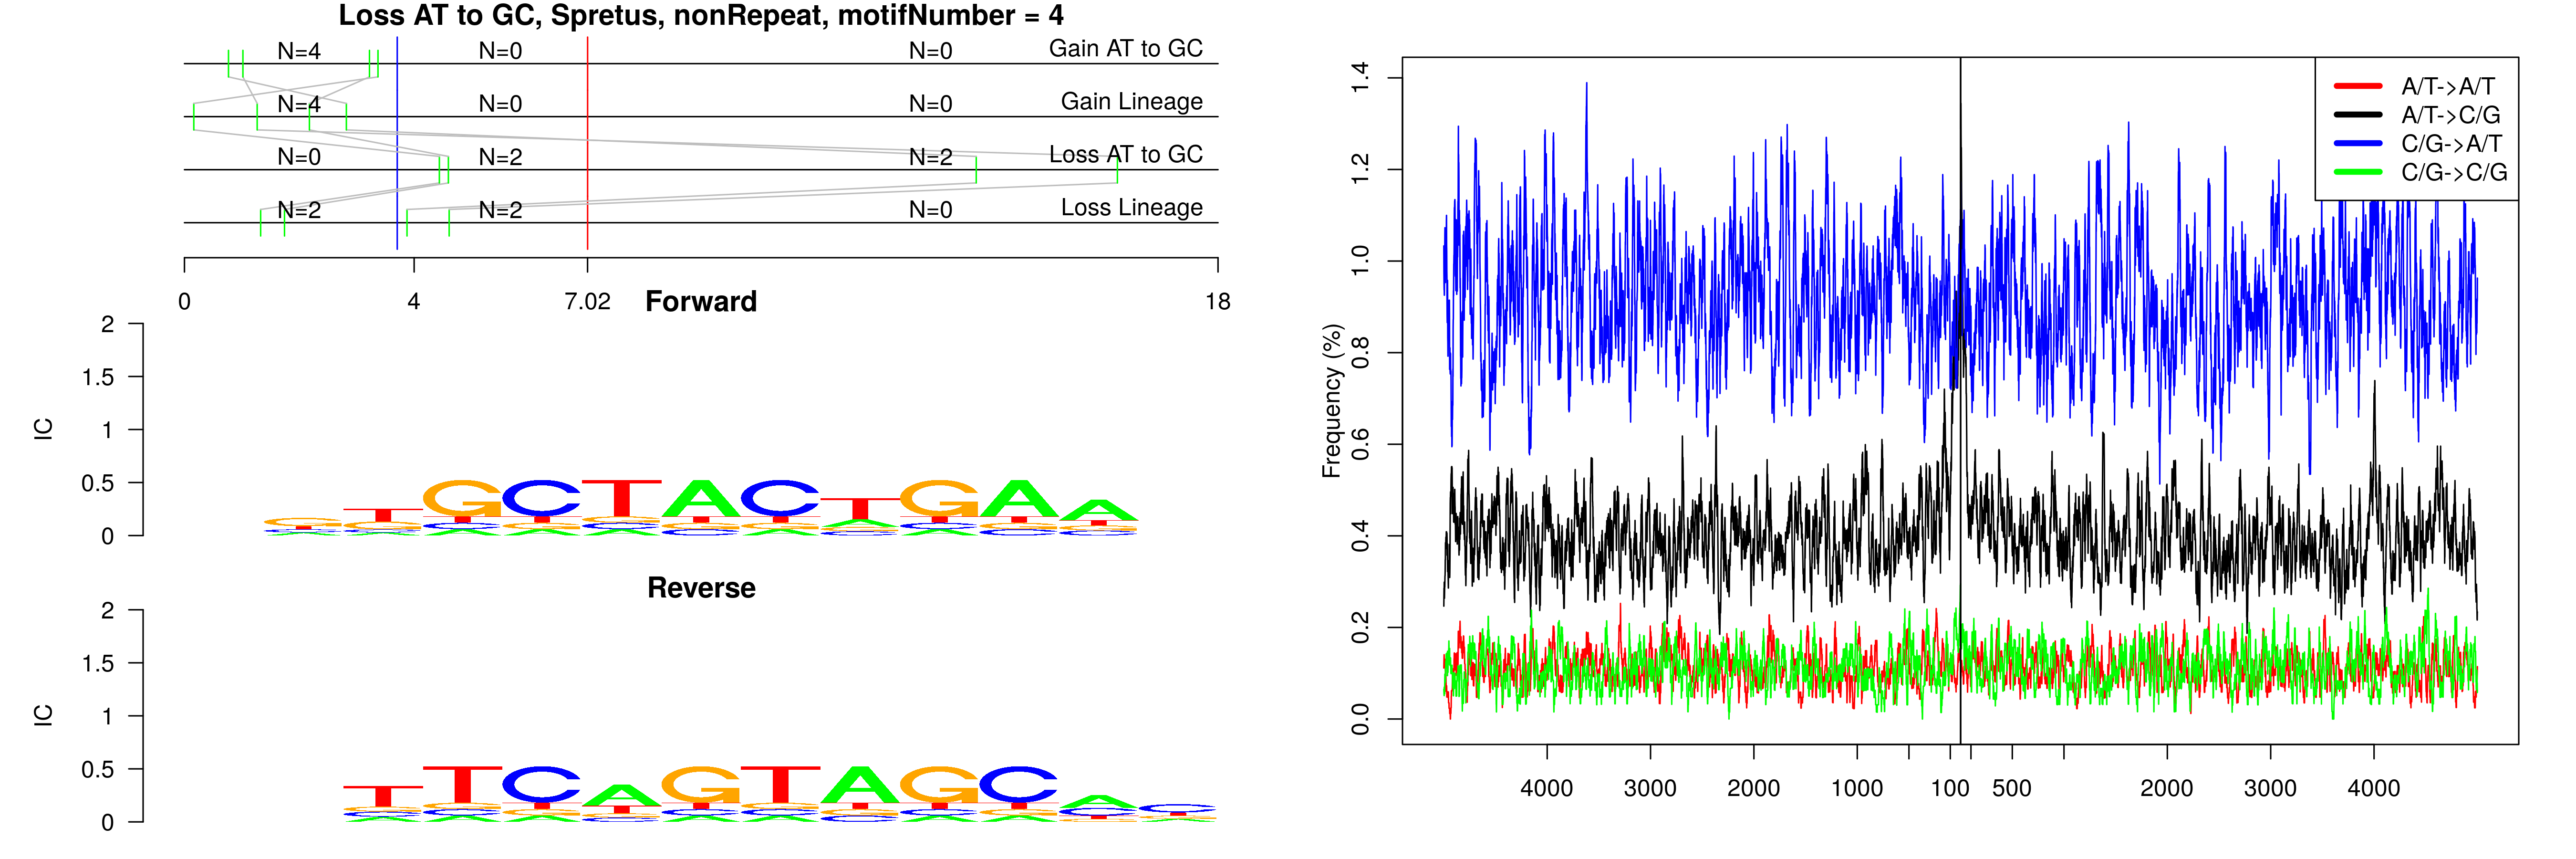 Loss AT to GC, Spretus, nonRepeat, motifNumber = 4
N=4 N=0 N=0 Gain AT to GC
N=4 N=0 N=0 Gain Lineage
N=0 N=2 N=2 Loss AT to GC
N=2 N=2 N=0 Loss Lineage
0 4 7.02 18
Forward
IC
2
1.5
1
0.5
0
GCTACTGAA
Reverse
IC
2
1.5
1
0.5
0
TTCAGTAGCAC
Frequency (%)
1.4
1.2
1.0
0.8
0.6
0.4
0.2
0.0
4000 3000 2000 1000 100 500 2000 3000 4000
A/T->A/T
A/T->C/G
C/G->A/T
C/G->C/G